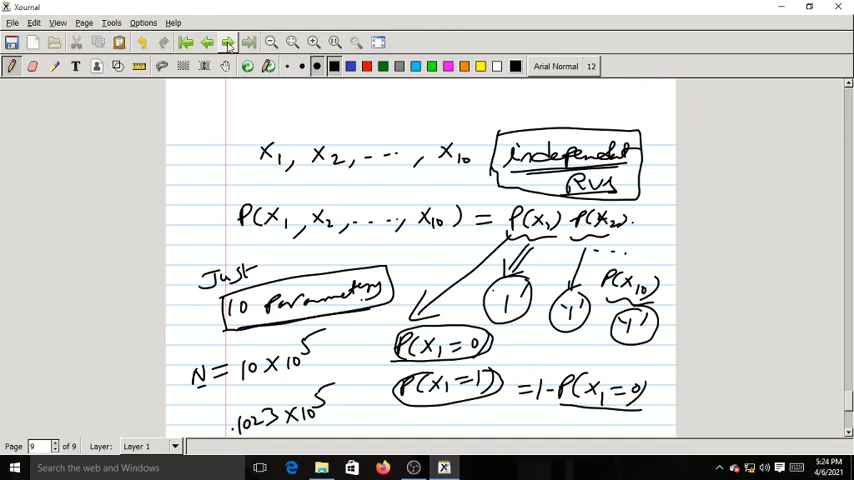 Xournal
File Edit View Page Tools Options Help
Arial Normal 12
X1, X2, ...., X10 independent
RVs
P(X1, X2, ....., X10) = P(X1) P(X2).
....
P(X10)
Just
10 Parameters
1' 1' 1'
P(X1=0)
N = 10×10^5
P(X1=1) = 1-P(X1=0)
.1023×10^5
Page 9 of 9 Layer: Layer 1
Search the web and Windows
5:24 PM
4/6/2021